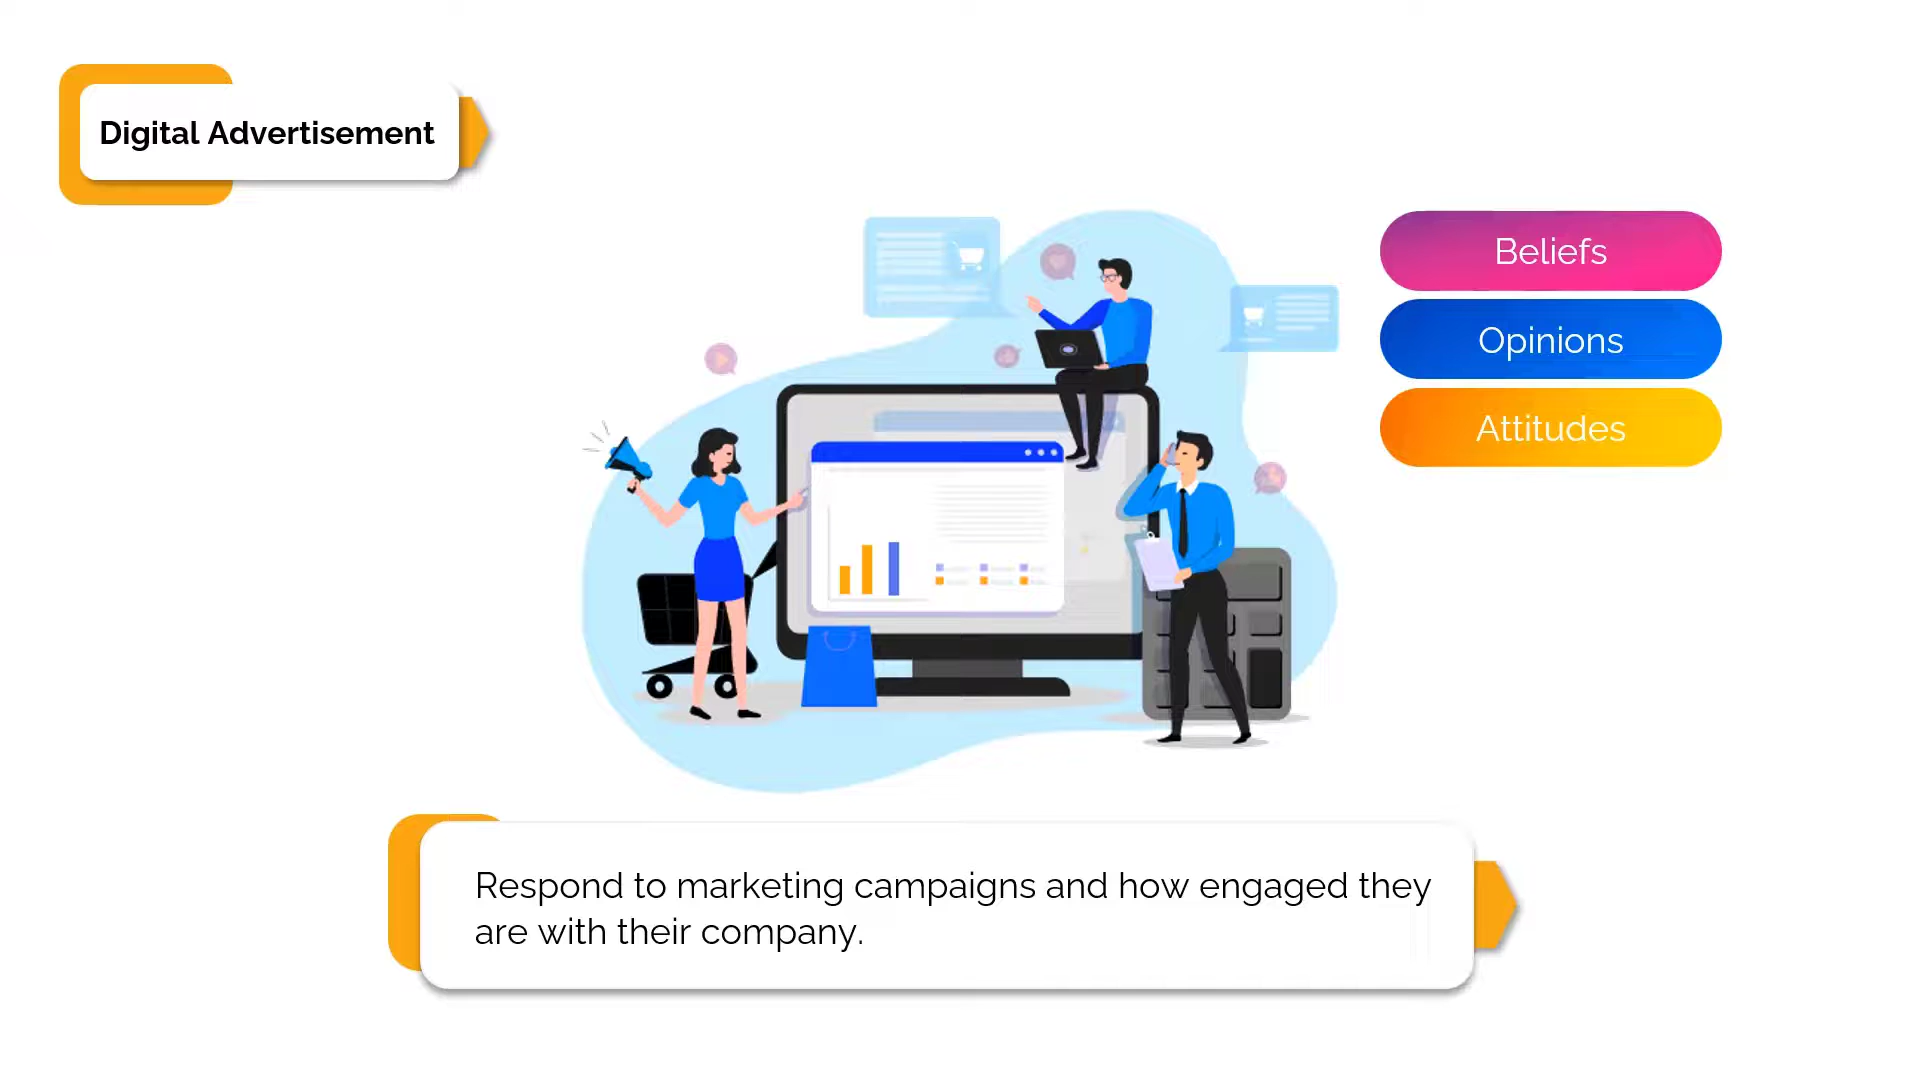 Digital Advertisement
Beliefs
Opinions
Attitudes
Respond to marketing campaigns and how engaged they
are with their company.